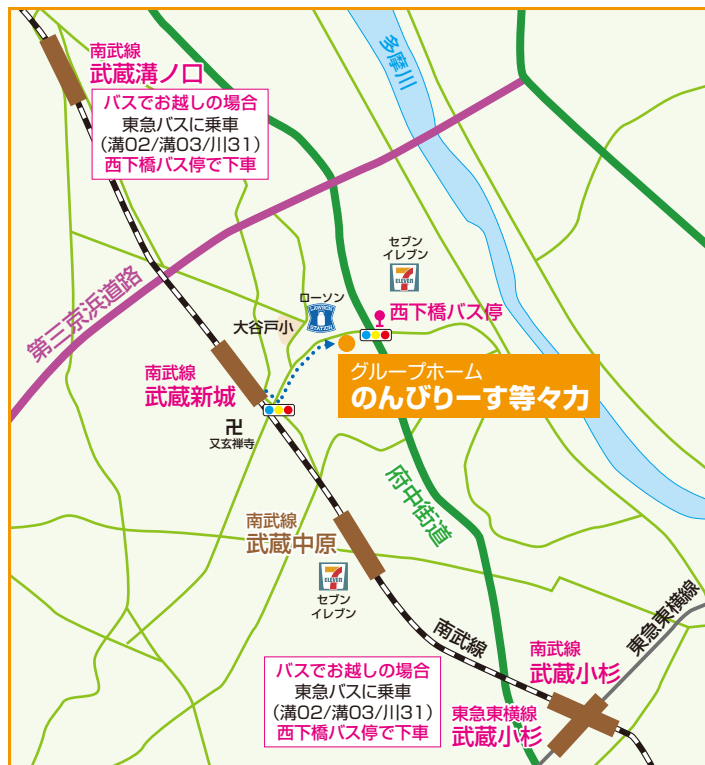 南武線
武蔵溝ノ口
バスでお越しの場合
東急バスに乗車
(溝02/溝03/川31)
西下橋バス停で下車
多摩川
第三京浜道路
セブン
イレブン
7
ELEVEN
ローソン
LAWSON
STATION
西下橋バス停
大谷戸小
グループホーム
のんびりーす等々力
南武線
武蔵新城
卍
又玄禅寺
府中街道
南武線
武蔵中原
7
ELEVEN
セブン
イレブン
南武線
東急東横線
南武線
武蔵小杉
バスでお越しの場合
東急バスに乗車
(溝02/溝03/川31)
西下橋バス停で下車
東急東横線
武蔵小杉